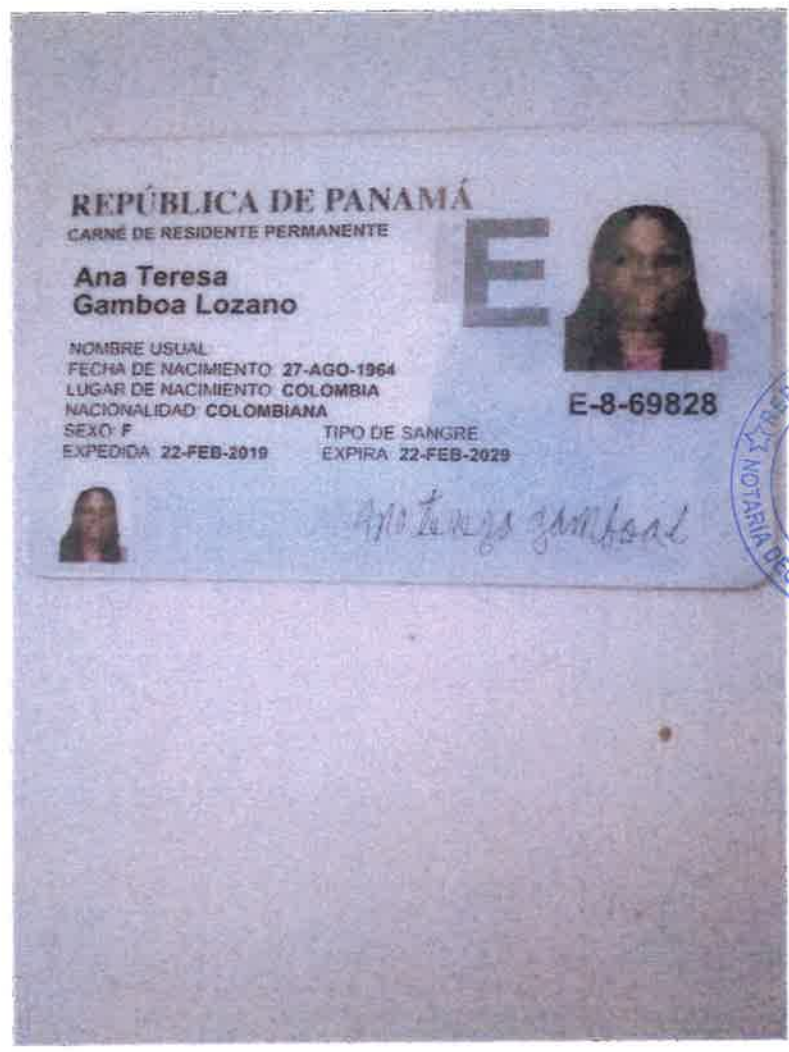 REPÚBLICA DE PANAMÁ
CARNÉ DE RESIDENTE PERMANENTE
E
Ana Teresa
Gamboa Lozano
NOMBRE USUAL:
FECHA DE NACIMIENTO: 27-AGO-1964
LUGAR DE NACIMIENTO: COLOMBIA
NACIONALIDAD: COLOMBIANA
SEXO: F TIPO DE SANGRE
EXPEDIDA: 22-FEB-2019 EXPIRA: 22-FEB-2029
E-8-69828
NOTARIA